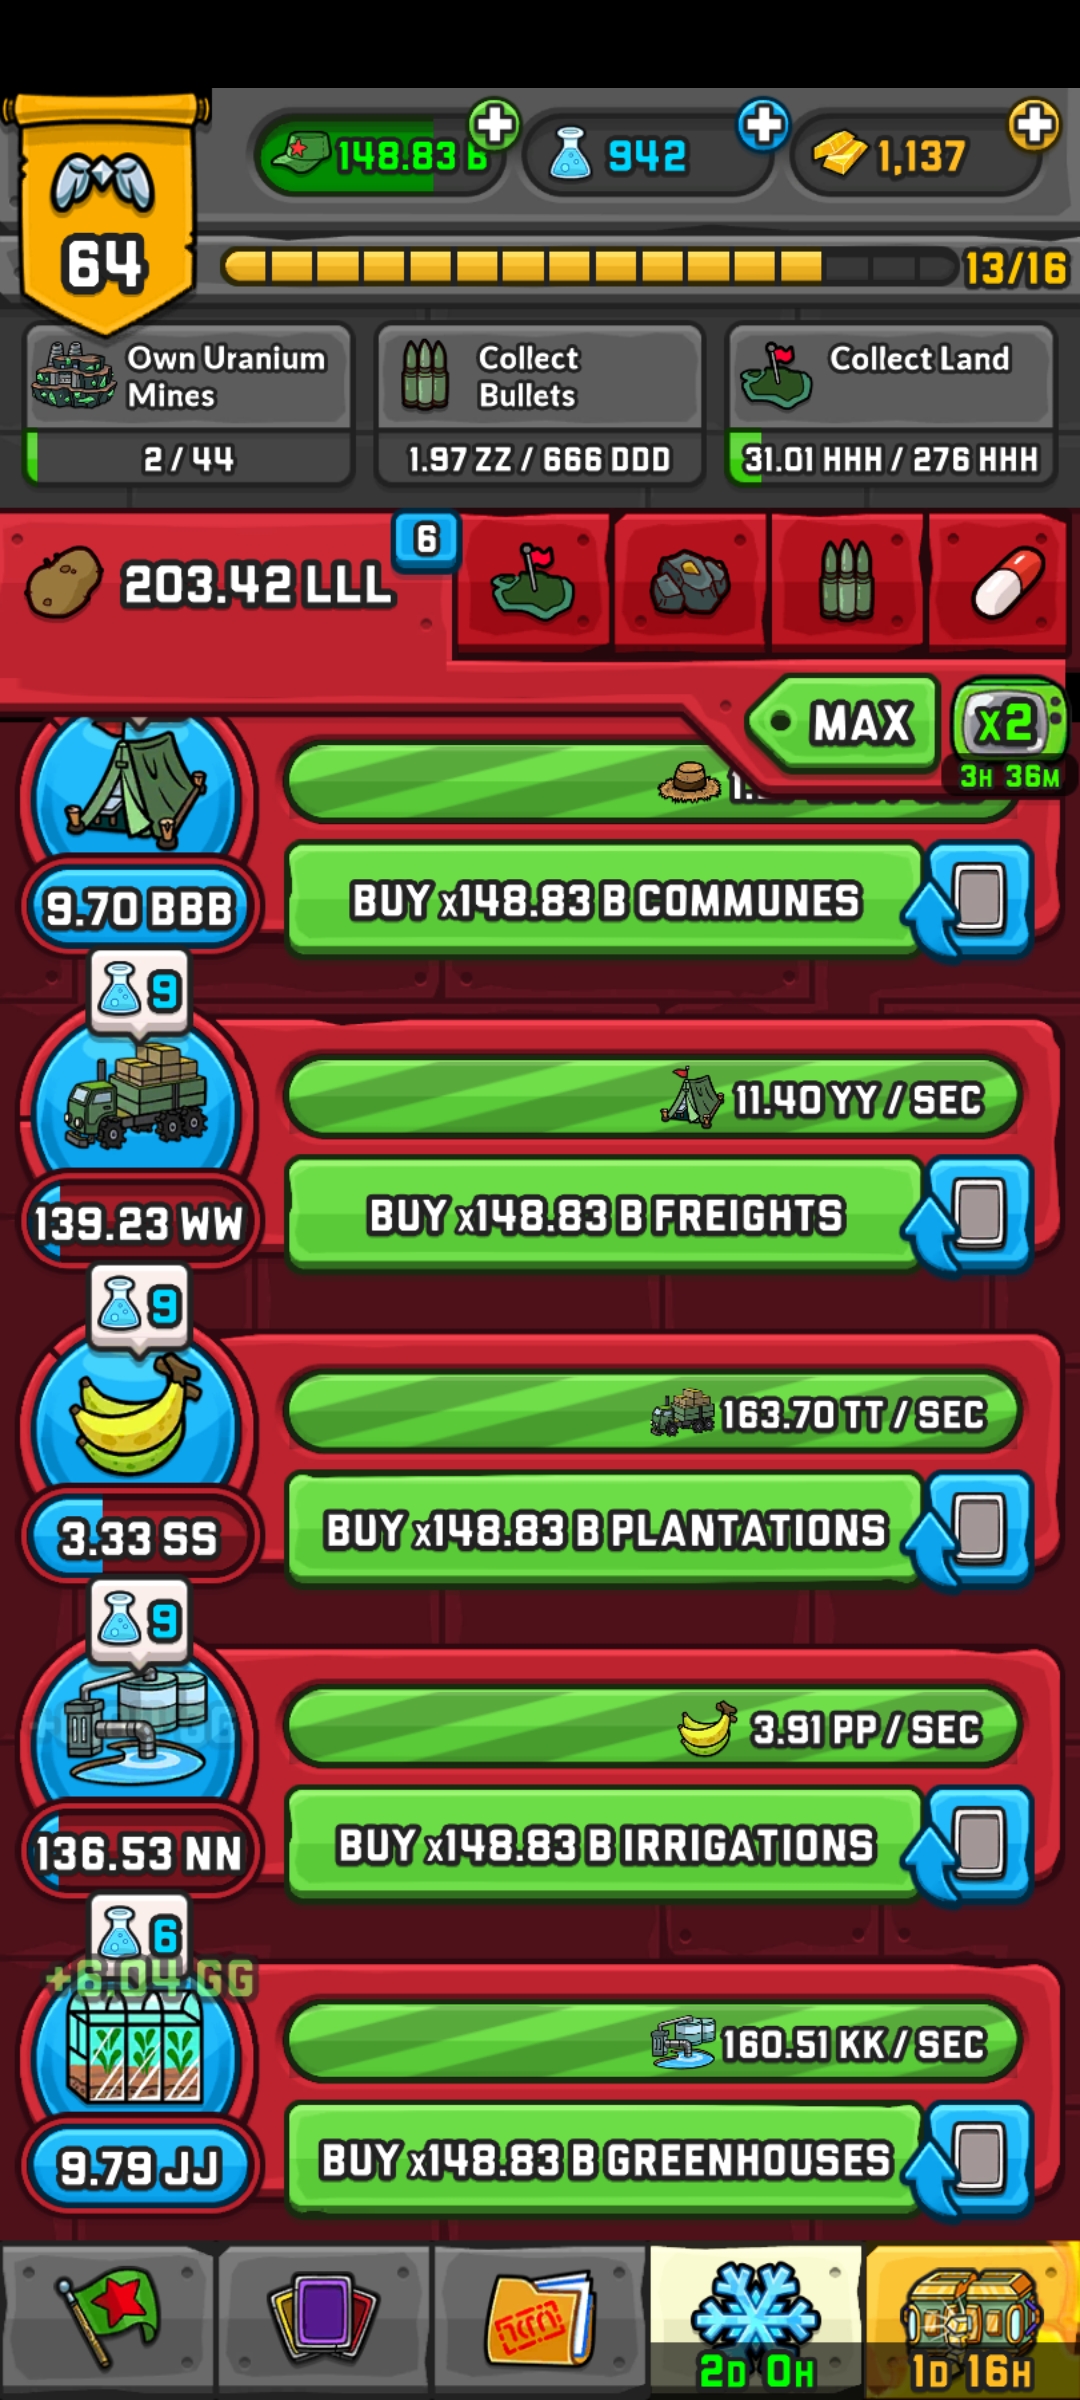 148.83 B
942
1,137
64
13/16
Own Uranium
Mines
2 / 44
Collect
Bullets
1.97 ZZ / 666 DDD
Collect Land
31.01 HHH / 276 HHH
203.42 LLL
6
MAX
x2
3H 36M
9.70 BBB
BUY x148.83 B COMMUNES
9
11.40 YY / SEC
139.23 WW
BUY x148.83 B FREIGHTS
9
163.70 TT / SEC
3.33 SS
BUY x148.83 B PLANTATIONS
9
3.91 PP / SEC
136.53 NN
BUY x148.83 B IRRIGATIONS
6
+6.04 GG
160.51 KK / SEC
9.79 JJ
BUY x148.83 B GREENHOUSES
2D 0H
1D 16H